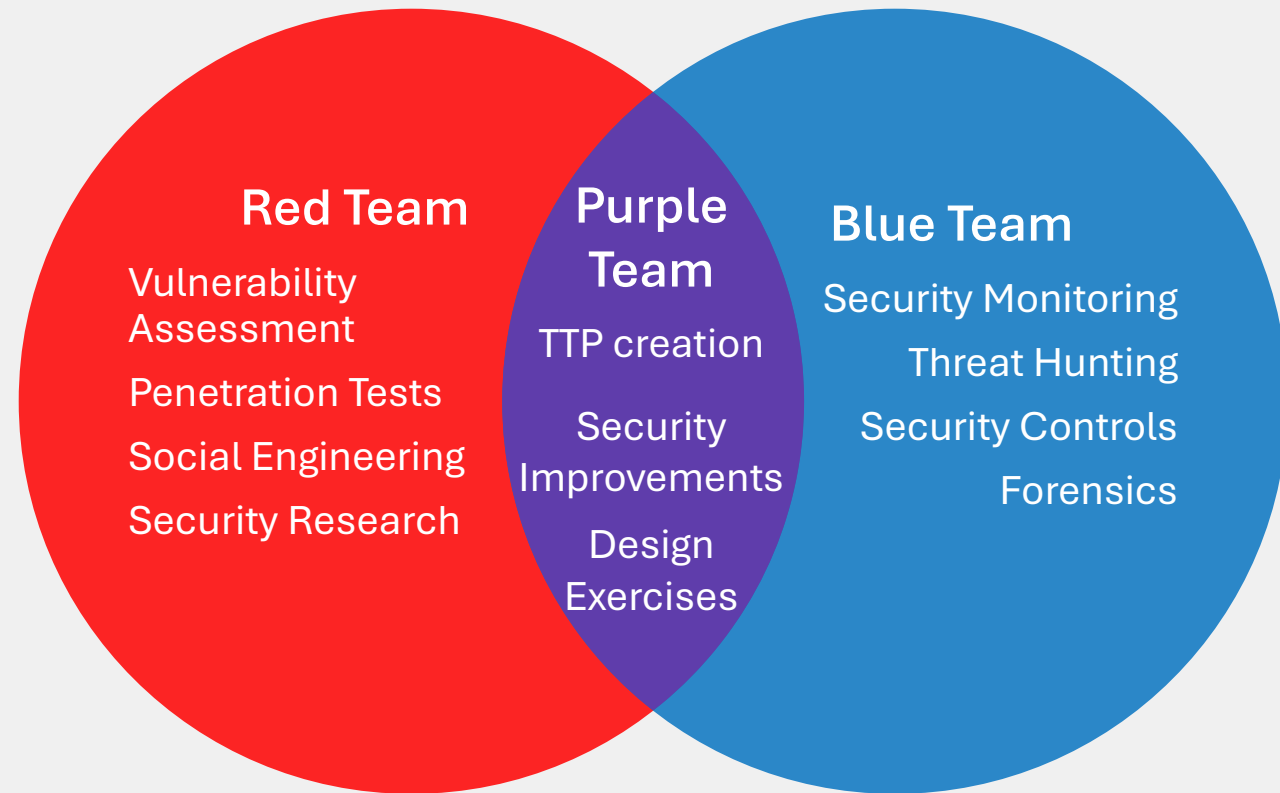 Red Team
Vulnerability
Assessment
Penetration Tests
Social Engineering
Security Research
Purple
Team
TTP creation
Security
Improvements
Design
Exercises
Blue Team
Security Monitoring
Threat Hunting
Security Controls
Forensics